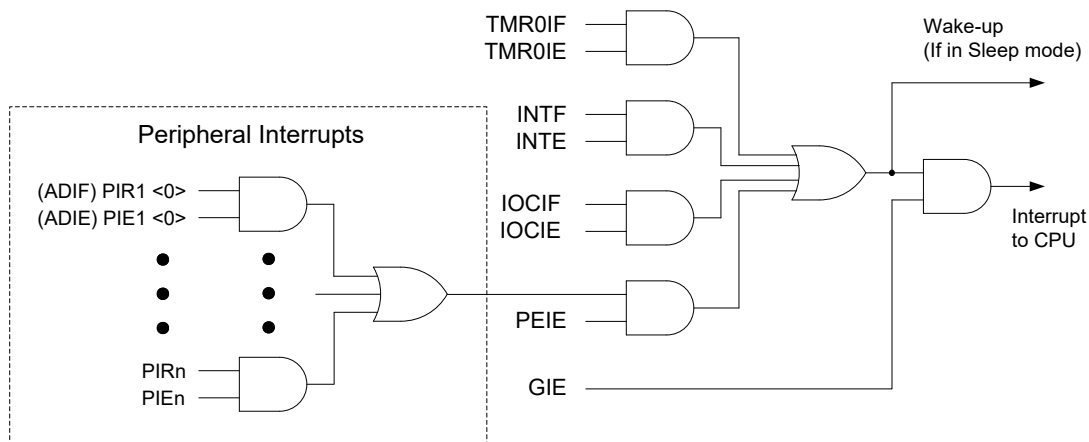 TMR0IF
TMR0IE
Wake-up
(If in Sleep mode)
INTF
INTE
Peripheral Interrupts
(ADIF) PIR1 <0>
(ADIE) PIE1 <0>
IOCIF
IOCIE
Interrupt
to CPU
PEIE
PIRn
PIEn
GIE